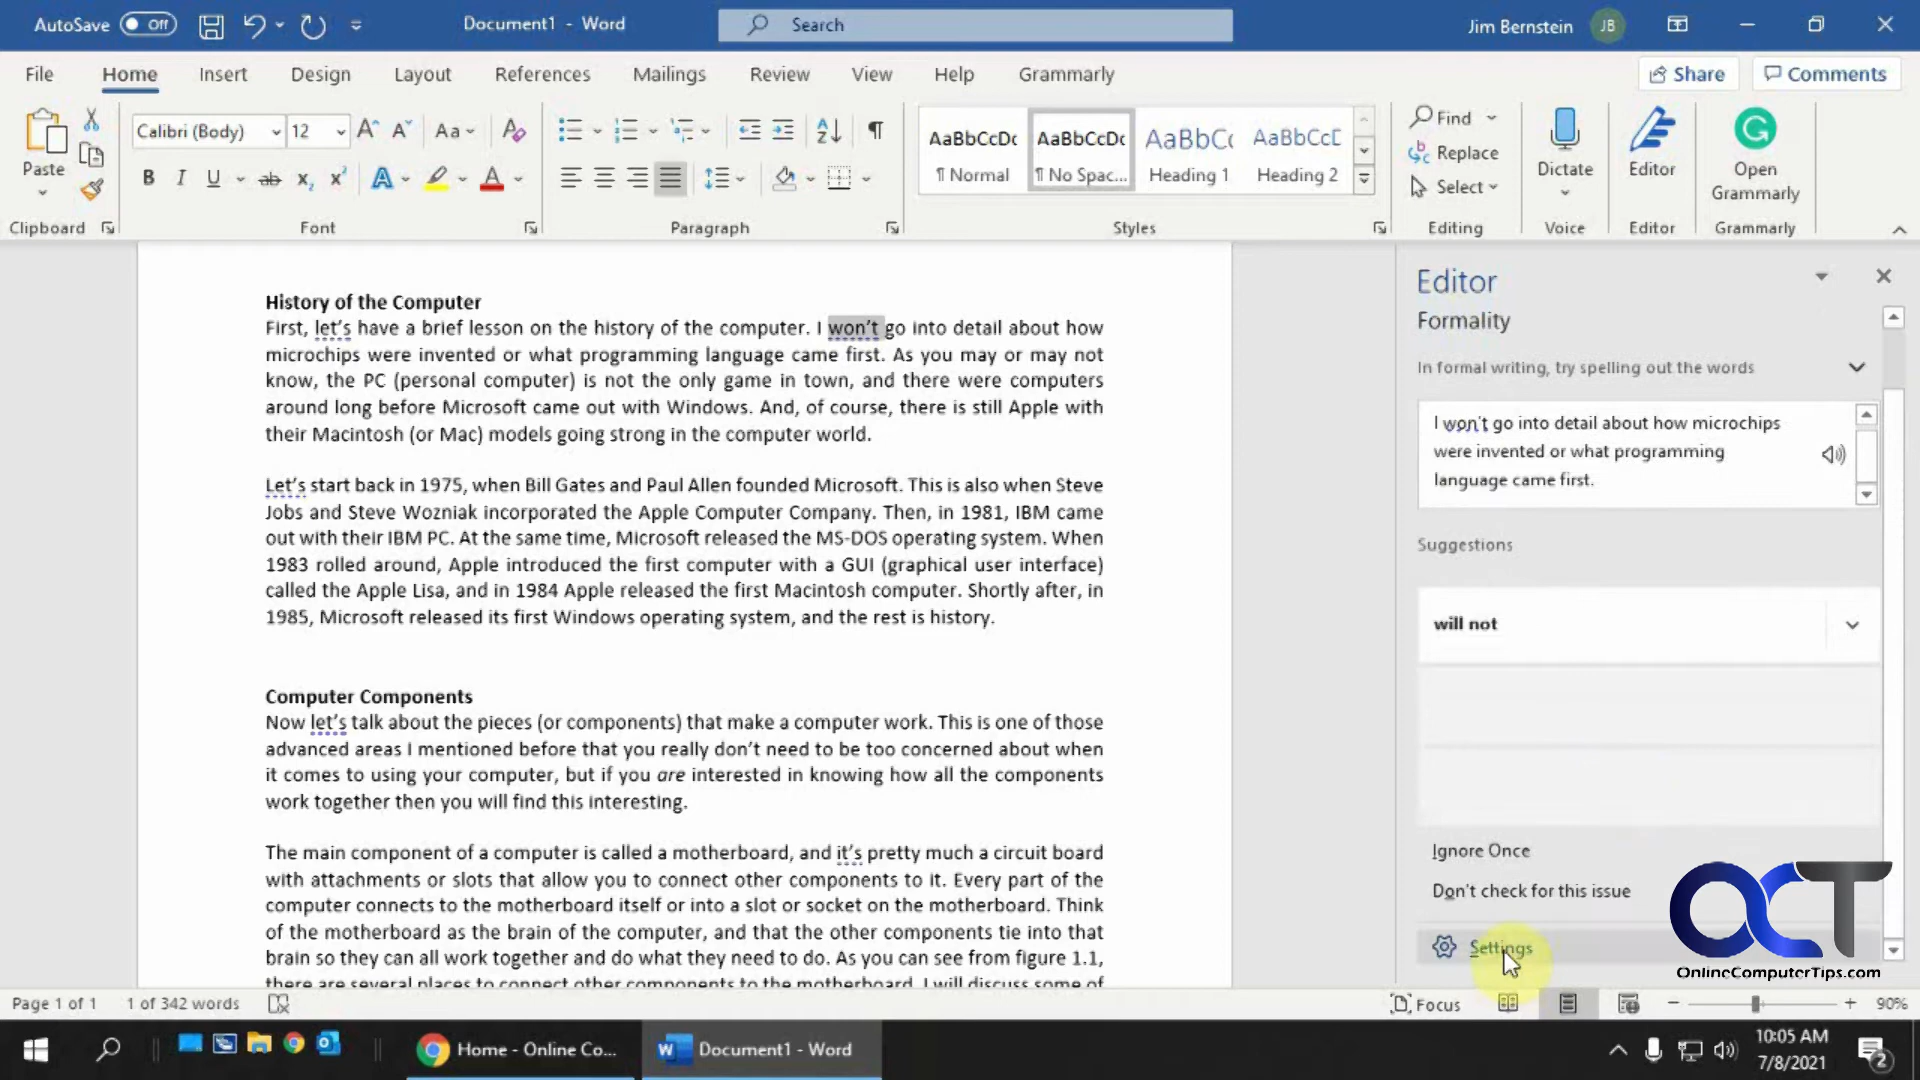 AutoSave Off Document1 - Word Search Jim Bernstein JB
File Home Insert Design Layout References Mailings Review View Help Grammarly Share Comments
Paste Calibri (Body) 12 Aa AaBbCcDc AaBbCcDc AaBbCc AaBbCcD Find Replace Select Dictate Editor Open Grammarly
B I U ab x₂ x² A A ¶ Normal ¶ No Spac... Heading 1 Heading 2
Clipboard Font Paragraph Styles Editing Voice Editor Grammarly
History of the Computer
First, let’s have a brief lesson on the history of the computer. I won’t go into detail about how
microchips were invented or what programming language came first. As you may or may not
know, the PC (personal computer) is not the only game in town, and there were computers
around long before Microsoft came out with Windows. And, of course, there is still Apple with
their Macintosh (or Mac) models going strong in the computer world.
Let’s start back in 1975, when Bill Gates and Paul Allen founded Microsoft. This is also when Steve
Jobs and Steve Wozniak incorporated the Apple Computer Company. Then, in 1981, IBM came
out with their IBM PC. At the same time, Microsoft released the MS-DOS operating system. When
1983 rolled around, Apple introduced the first computer with a GUI (graphical user interface)
called the Apple Lisa, and in 1984 Apple released the first Macintosh computer. Shortly after, in
1985, Microsoft released its first Windows operating system, and the rest is history.
Computer Components
Now let’s talk about the pieces (or components) that make a computer work. This is one of those
advanced areas I mentioned before that you really don’t need to be too concerned about when
it comes to using your computer, but if you are interested in knowing how all the components
work together then you will find this interesting.
The main component of a computer is called a motherboard, and it’s pretty much a circuit board
with attachments or slots that allow you to connect other components to it. Every part of the
computer connects to the motherboard itself or into a slot or socket on the motherboard. Think
of the motherboard as the brain of the computer, and that the other components tie into that
brain so they can all work together and do what they need to do. As you can see from figure 1.1,
there are several places to connect other components to the motherboard. I will discuss some of
Editor
Formality
In formal writing, try spelling out the words
I won't go into detail about how microchips
were invented or what programming
language came first.
Suggestions
will not
Ignore Once
Don't check for this issue
Settings
OCT
OnlineComputerTips.com
Page 1 of 1 1 of 342 words Focus 90%
Home - Online Co... Document1 - Word 10:05 AM
7/8/2021 2